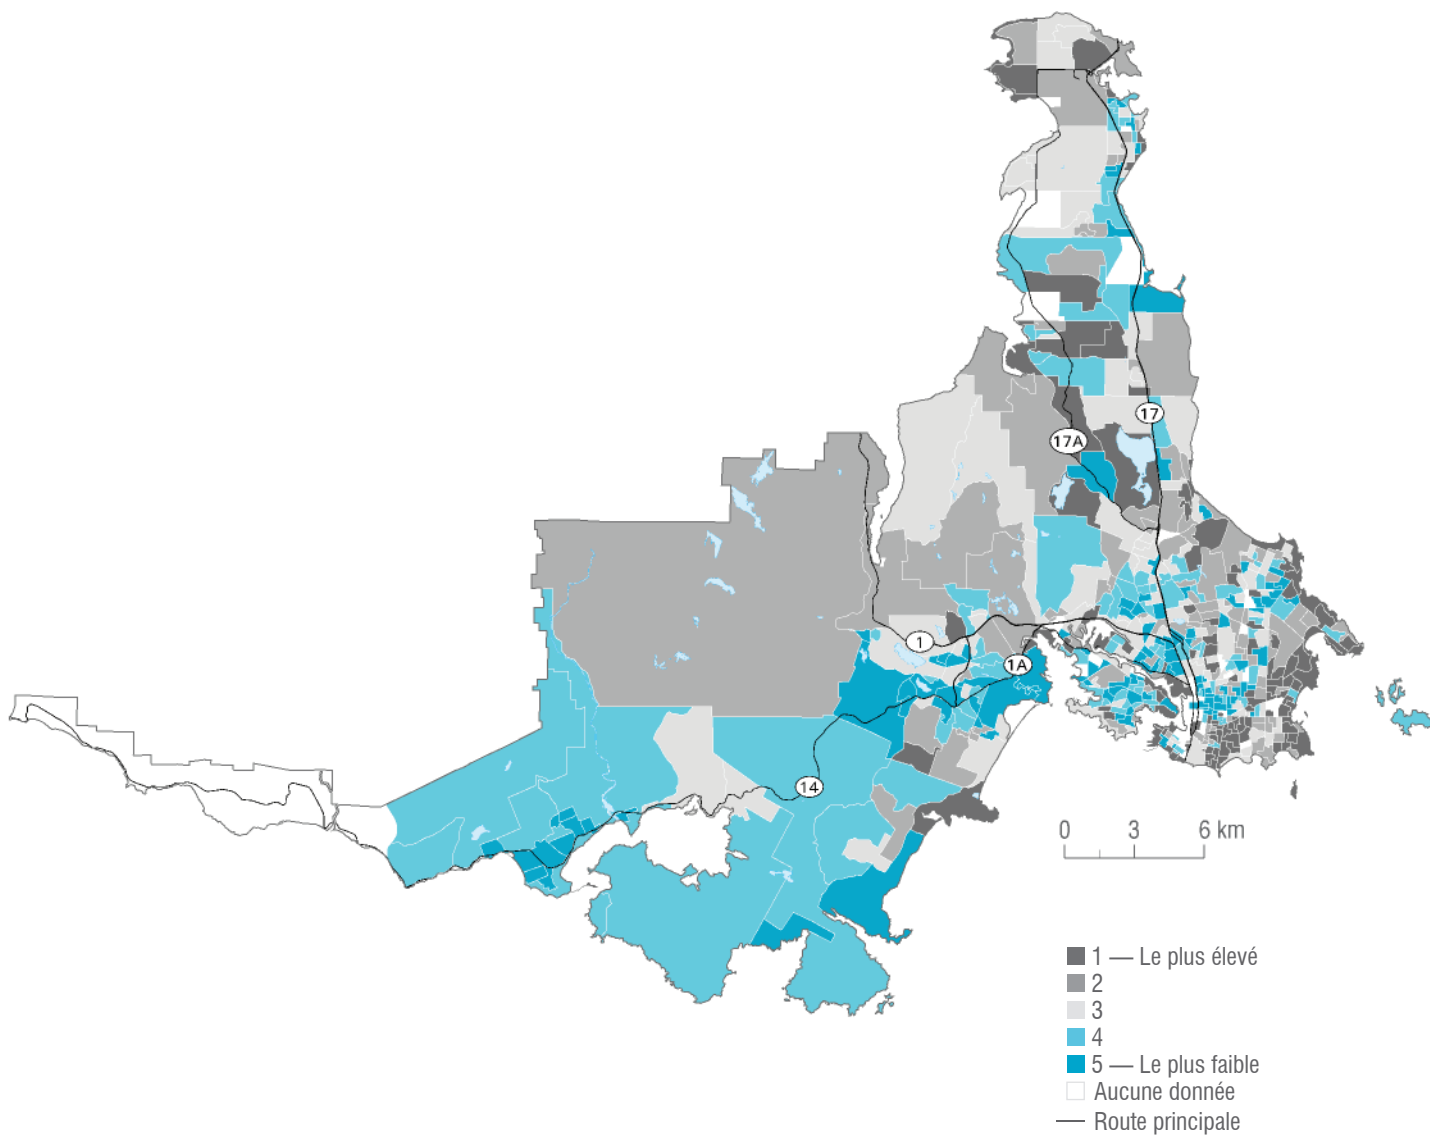 17
17A
1
1A
14
0 3 6 km
1 — Le plus élevé
2
3
4
5 — Le plus faible
Aucune donnée
Route principale